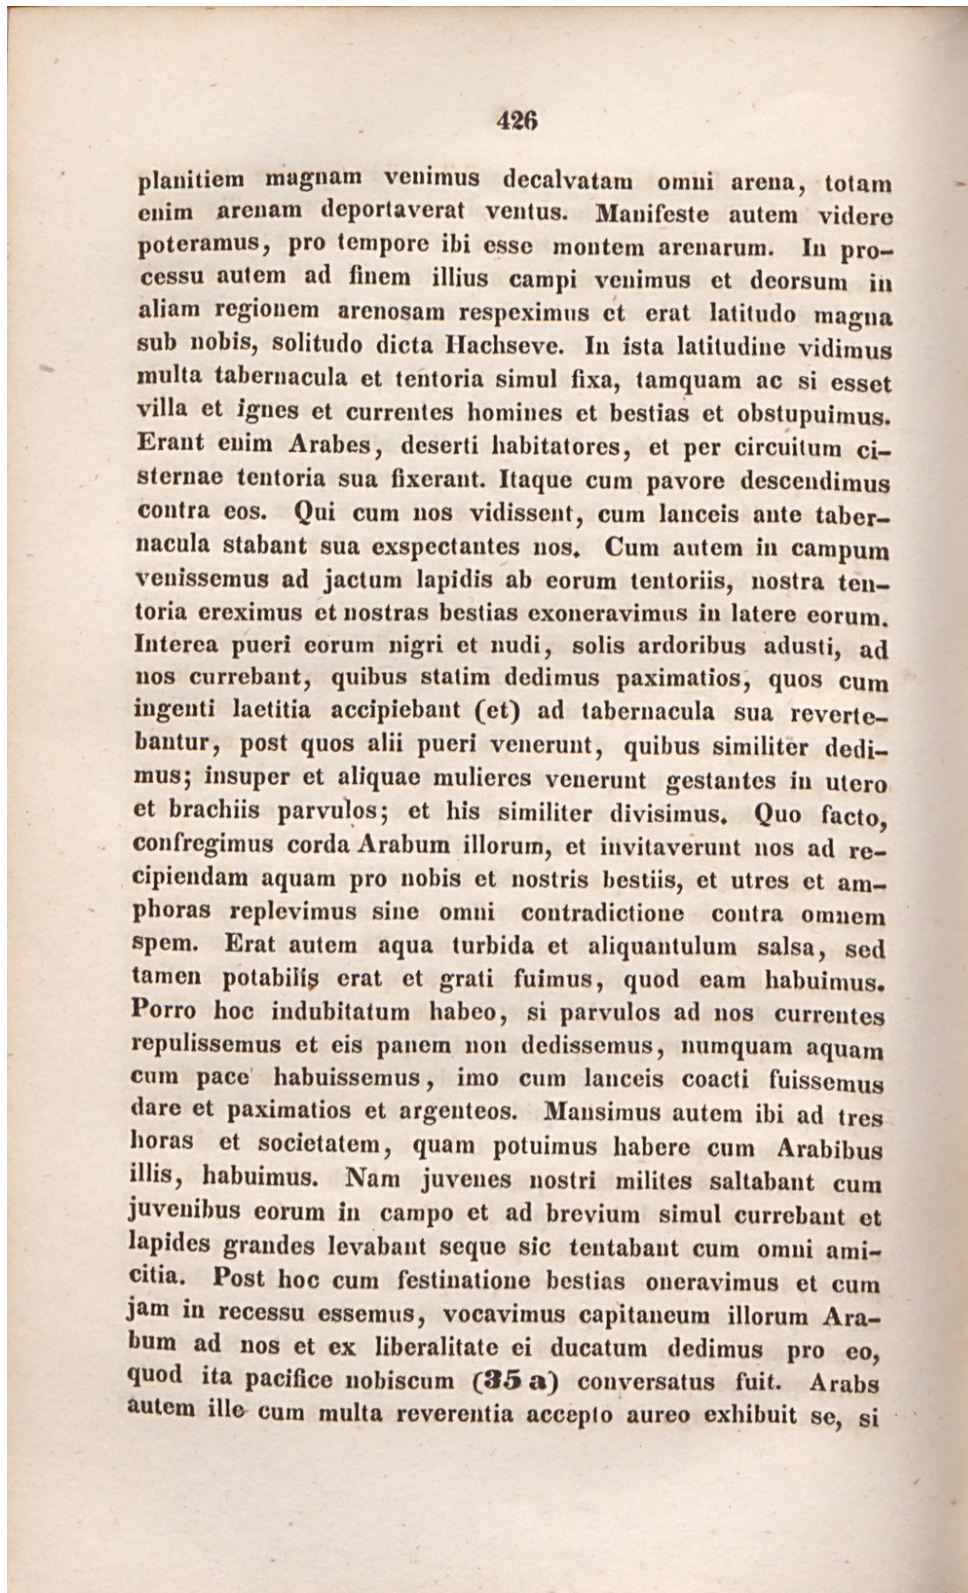 426
planitiem magnam venimus decalvatam omni arena, totam
enim arenam deportaverat ventus. Manifeste autem videre
poteramus, pro tempore ibi esse montem arenarum. In pro–
cessu autem ad finem illius campi venimus et deorsum in
aliam regionem arenosam respeximus et erat latitudo magna
sub nobis, solitudo dicta Hachseve. In ista latitudine vidimus
multa tabernacula et tentoria simul fixa, tamquam ac si esset
villa et ignes et currentes homines et bestias et obstupuimus.
Erant enim Arabes, deserti habitatores, et per circuitum ci–
sternae tentoria sua fixerant. Itaque cum pavore descendimus
contra eos. Qui cum nos vidissent, cum lanceis ante taber–
nacula stabant sua exspectantes nos. Cum autem in campum
venissemus ad jactum lapidis ab eorum tentoriis, nostra ten–
toria ereximus et nostras bestias exoneravimus in latere eorum.
Interea pueri eorum nigri et nudi, solis ardoribus adusti, ad
nos currebant, quibus statim dedimus paximatios, quos cum
ingenti laetitia accipiebant (et) ad tabernacula sua reverte–
bantur, post quos alii pueri venerunt, quibus similiter dedi–
mus; insuper et aliquae mulieres venerunt gestantes in utero
et brachiis parvulos; et his similiter divisimus. Quo facto,
confregimus corda Arabum illorum, et invitaverunt nos ad re–
cipiendam aquam pro nobis et nostris bestiis, et utres et am–
phoras replevimus sine omni contradictione contra omnem
spem. Erat autem aqua turbida et aliquantulum salsa, sed
tamen potabilis erat et grati fuimus, quod eam habuimus.
Porro hoc indubitatum habeo, si parvulos ad nos currentes
repulissemus et eis panem non dedissemus, numquam aquam
cum pace habuissemus, imo cum lanceis coacti fuissemus
dare et paximatios et argenteos. Mansimus autem ibi ad tres
horas et societatem, quam potuimus habere cum Arabibus
illis, habuimus. Nam juvenes nostri milites saltabant cum
juvenibus eorum in campo et ad brevium simul currebant et
lapides grandes levabant seque sic tentabant cum omni ami–
citia. Post hoc cum festinatione bestias oneravimus et cum
jam in recessu essemus, vocavimus capitaneum illorum Ara–
bum ad nos et ex liberalitate ei ducatum dedimus pro eo,
quod ita pacifice nobiscum (35 a) conversatus fuit. Arabs
autem ille cum multa reverentia accepto aureo exhibuit se, si